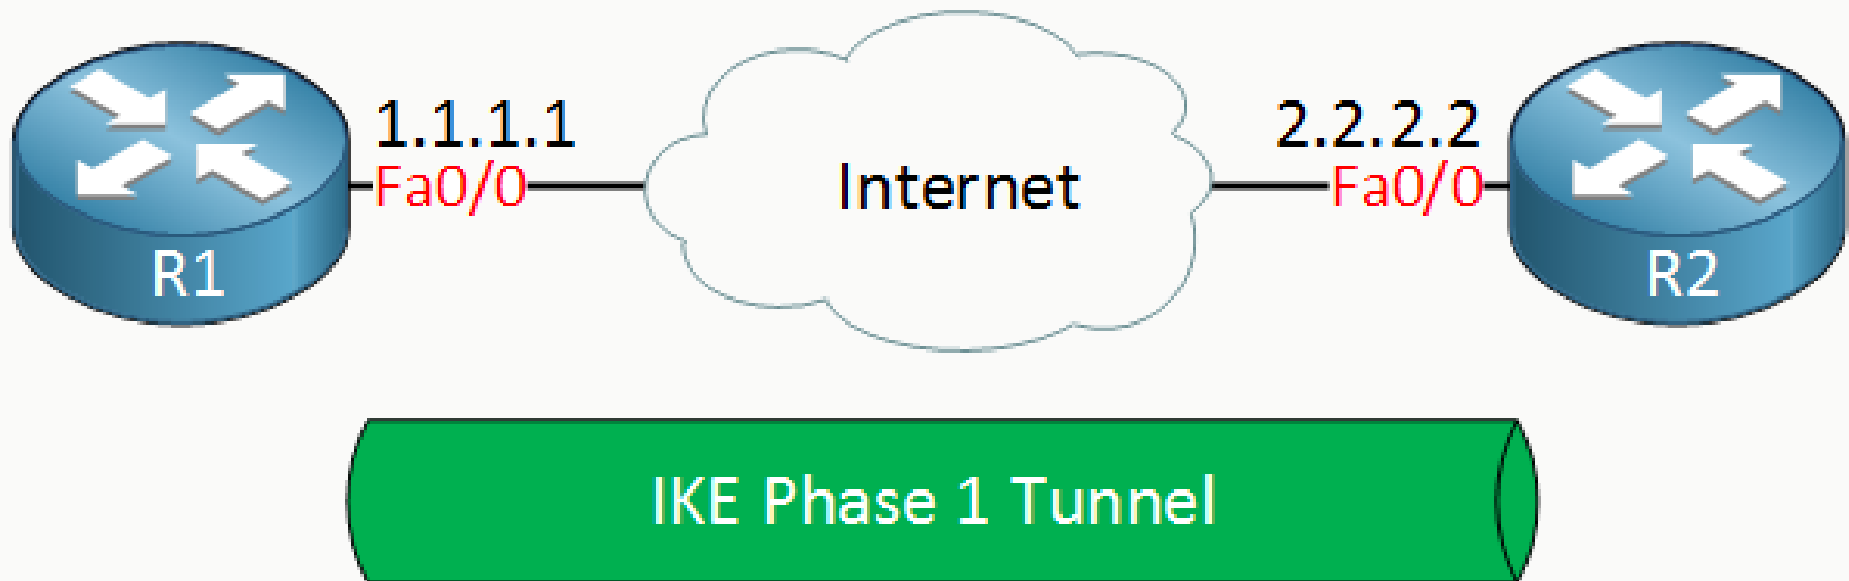 1.1.1.1
Fa0/0
R1
Internet
2.2.2.2
Fa0/0
R2
IKE Phase 1 Tunnel